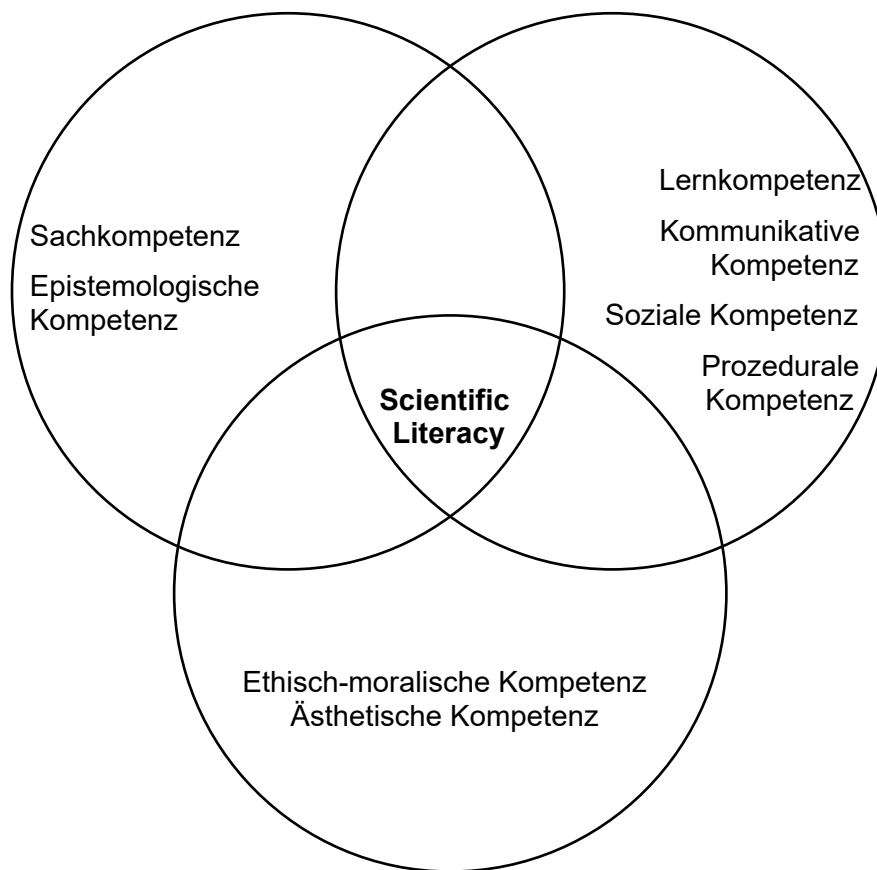 Sachkompetenz
Epistemologische
Kompetenz
Lernkompetenz
Kommunikative
Kompetenz
Soziale Kompetenz
Prozedurale
Kompetenz
Scientific
Literacy
Ethisch-moralische Kompetenz
Ästhetische Kompetenz